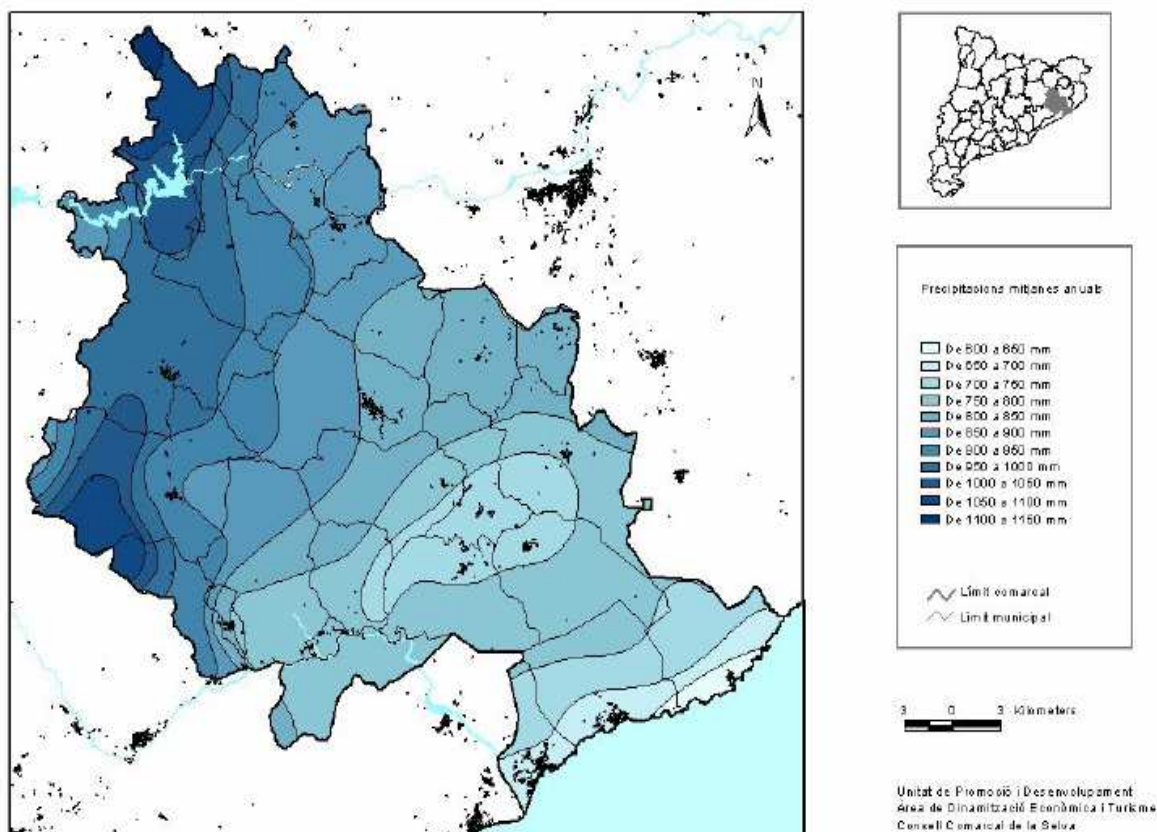 N
Precipitacions mitjanes anuals
De 600 a 650 mm
De 650 a 700 mm
De 700 a 750 mm
De 750 a 800 mm
De 800 a 850 mm
De 850 a 900 mm
De 900 a 950 mm
De 950 a 1000 mm
De 1000 a 1050 mm
De 1050 a 1100 mm
De 1100 a 1150 mm
Límit comarcal
Límit municipal
3 0 3 Kilometers
Unitat de Promoció i Desenvolupament
Àrea de Dinamització Econòmica i Turisme
Consell Comarcal de la Selva